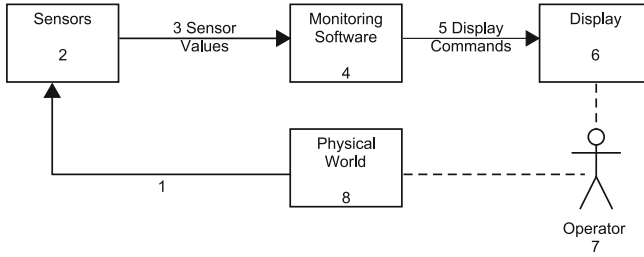 Sensors
2
3 Sensor
Values
Monitoring
Software
4
5 Display
Commands
Display
6
1
Physical
World
8
Operator
7